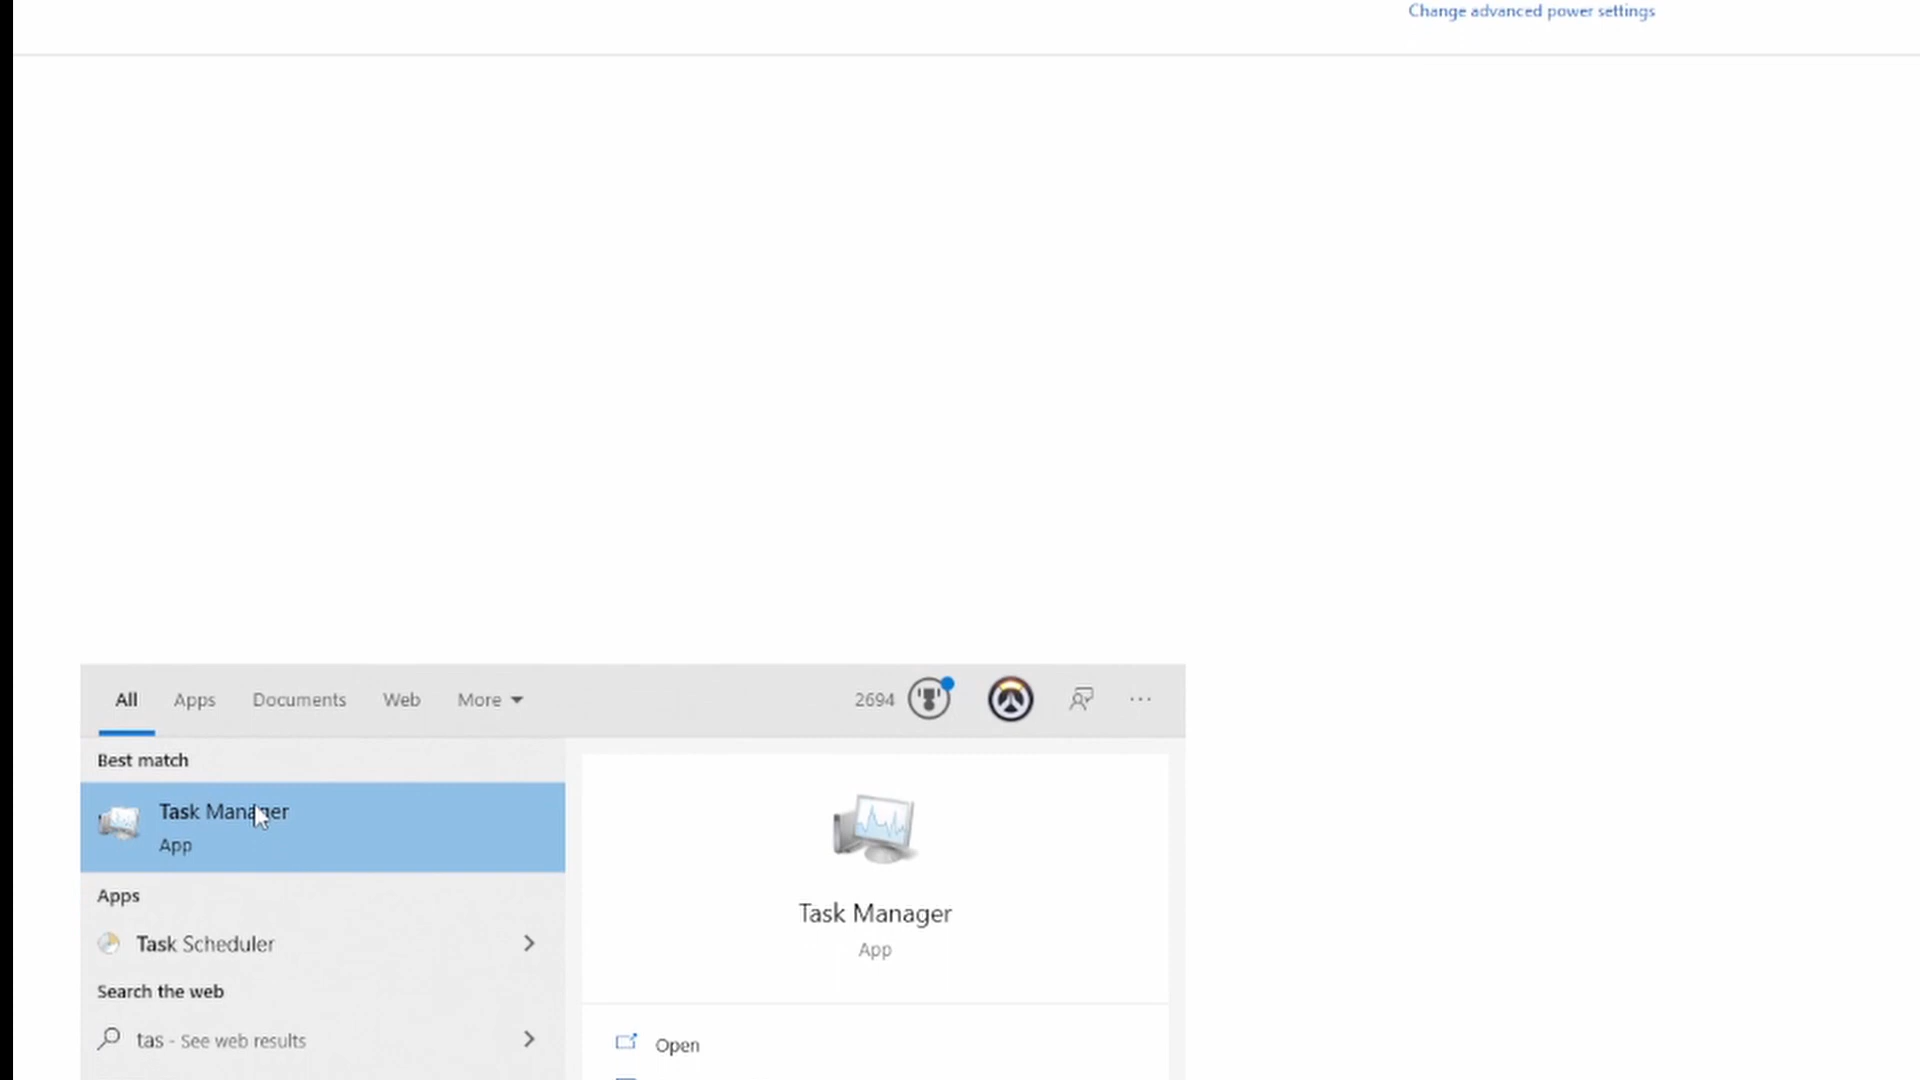 Change advanced power settings
All Apps Documents Web More 2694
Best match
Task Manager
App
Apps
Task Scheduler
Search the web
tas - See web results
Task Manager
App
Open